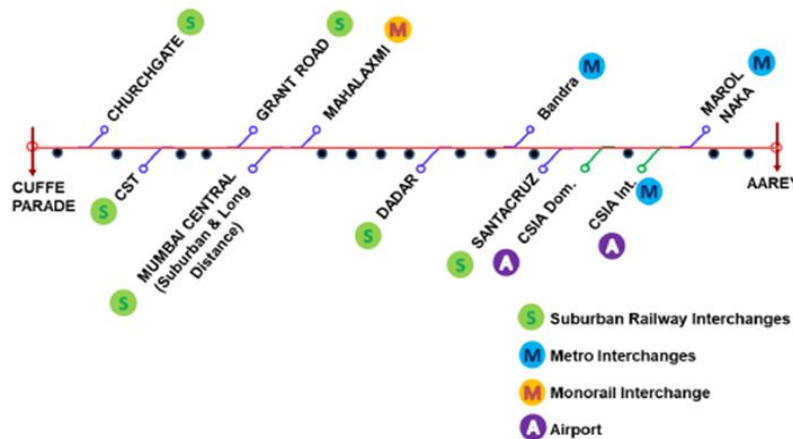 S
CHURCHGATE
S
GRANT ROAD
M
MAHALAXMI
M
Bandra
M
MAROL
NAKA
CUFFE
PARADE
S
CST
S
MUMBAI CENTRAL
(Suburban & Long
Distance)
S
DADAR
S
SANTACRUZ
A
CSIA Dom.
A
CSIA Int.
M
AAREY
S Suburban Railway Interchanges
M Metro Interchanges
M Monorail Interchange
A Airport